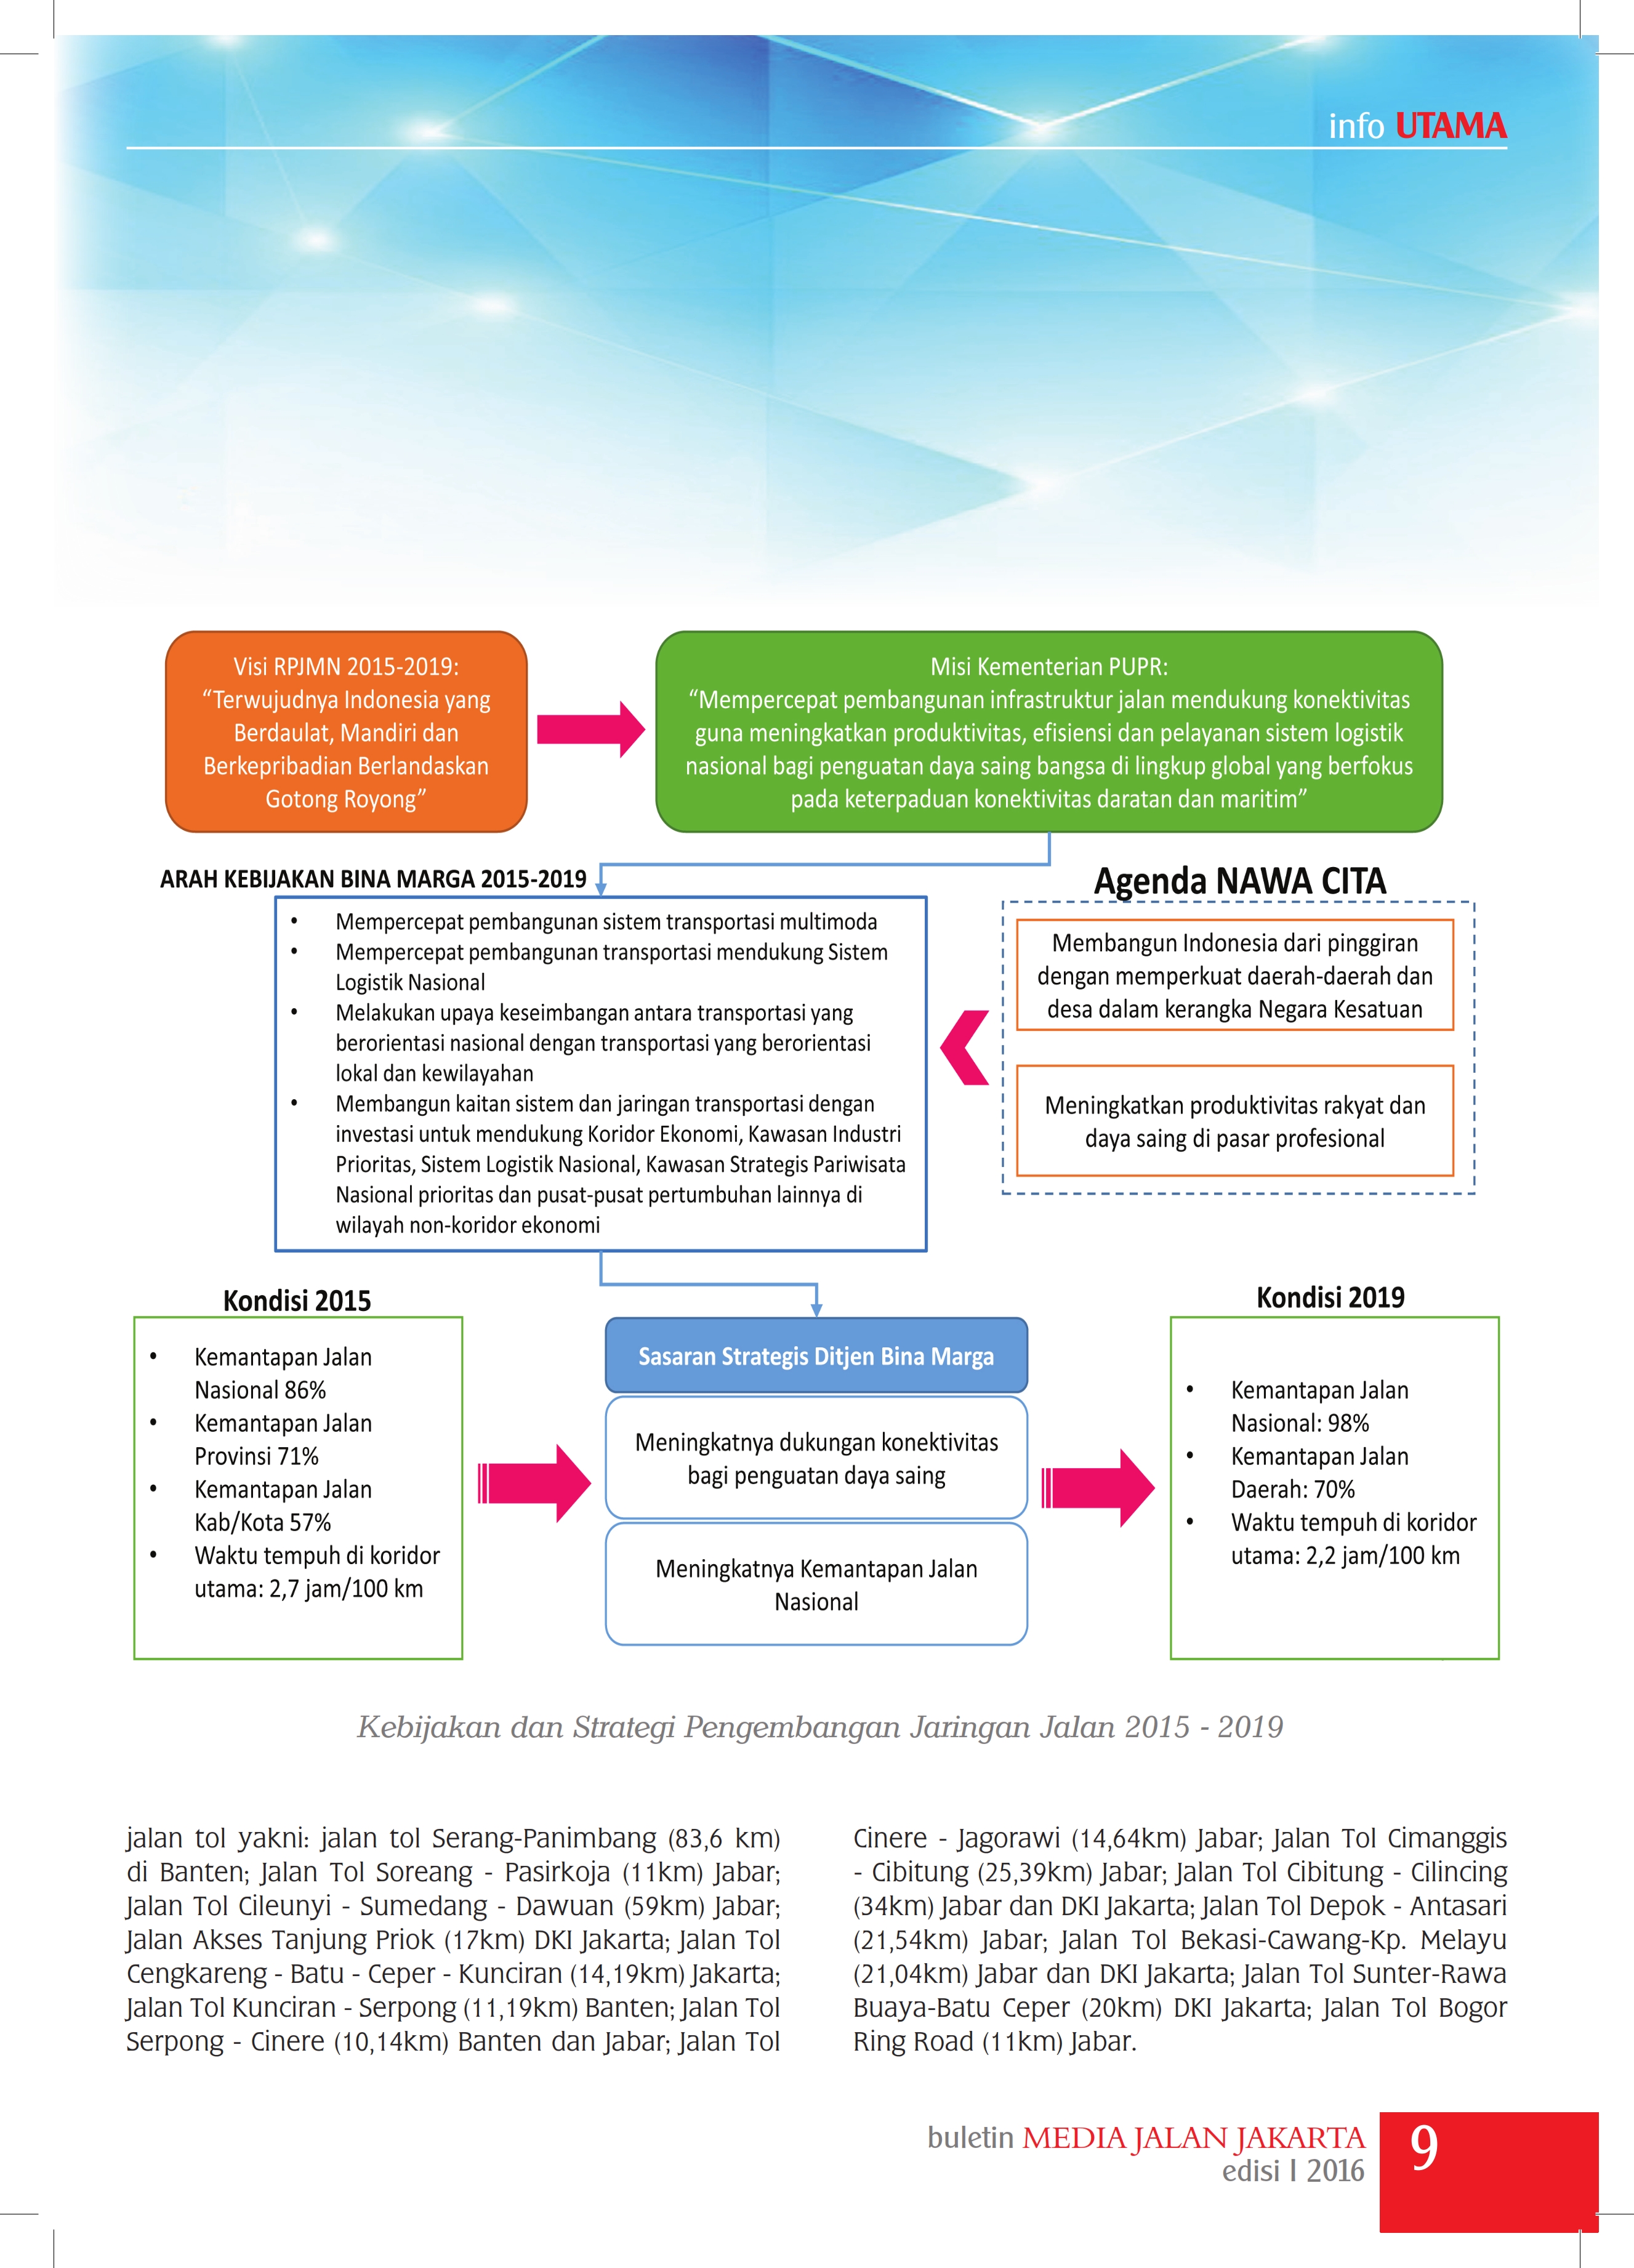 info UTAMA
Visi RPJMN 2015-2019:
“Terwujudnya Indonesia yang
Berdaulat, Mandiri dan
Berkepribadian Berlandaskan
Gotong Royong”
Misi Kementerian PUPR:
“Mempercepat pembangunan infrastruktur jalan mendukung konektivitas
guna meningkatkan produktivitas, efisiensi dan pelayanan sistem logistik
nasional bagi penguatan daya saing bangsa di lingkup global yang berfokus
pada keterpaduan konektivitas daratan dan maritim”
ARAH KEBIJAKAN BINA MARGA 2015-2019
• Mempercepat pembangunan sistem transportasi multimoda
• Mempercepat pembangunan transportasi mendukung Sistem
Logistik Nasional
• Melakukan upaya keseimbangan antara transportasi yang
berorientasi nasional dengan transportasi yang berorientasi
lokal dan kewilayahan
• Membangun kaitan sistem dan jaringan transportasi dengan
investasi untuk mendukung Koridor Ekonomi, Kawasan Industri
Prioritas, Sistem Logistik Nasional, Kawasan Strategis Pariwisata
Nasional prioritas dan pusat-pusat pertumbuhan lainnya di
wilayah non-koridor ekonomi
Agenda NAWA CITA
Membangun Indonesia dari pinggiran
dengan memperkuat daerah-daerah dan
desa dalam kerangka Negara Kesatuan
Meningkatkan produktivitas rakyat dan
daya saing di pasar profesional
Kondisi 2015
• Kemantapan Jalan
Nasional 86%
• Kemantapan Jalan
Provinsi 71%
• Kemantapan Jalan
Kab/Kota 57%
• Waktu tempuh di koridor
utama: 2,7 jam/100 km
Sasaran Strategis Ditjen Bina Marga
Meningkatnya dukungan konektivitas
bagi penguatan daya saing
Meningkatnya Kemantapan Jalan
Nasional
Kondisi 2019
• Kemantapan Jalan
Nasional: 98%
• Kemantapan Jalan
Daerah: 70%
• Waktu tempuh di koridor
utama: 2,2 jam/100 km
Kebijakan dan Strategi Pengembangan Jaringan Jalan 2015 - 2019
jalan tol yakni: jalan tol Serang-Panimbang (83,6 km)
di Banten; Jalan Tol Soreang - Pasirkoja (11km) Jabar;
Jalan Tol Cileunyi - Sumedang - Dawuan (59km) Jabar;
Jalan Akses Tanjung Priok (17km) DKI Jakarta; Jalan Tol
Cengkareng - Batu - Ceper - Kunciran (14,19km) Jakarta;
Jalan Tol Kunciran - Serpong (11,19km) Banten; Jalan Tol
Serpong - Cinere (10,14km) Banten dan Jabar; Jalan Tol
Cinere - Jagorawi (14,64km) Jabar; Jalan Tol Cimanggis
- Cibitung (25,39km) Jabar; Jalan Tol Cibitung - Cilincing
(34km) Jabar dan DKI Jakarta; Jalan Tol Depok - Antasari
(21,54km) Jabar; Jalan Tol Bekasi-Cawang-Kp. Melayu
(21,04km) Jabar dan DKI Jakarta; Jalan Tol Sunter-Rawa
Buaya-Batu Ceper (20km) DKI Jakarta; Jalan Tol Bogor
Ring Road (11km) Jabar.
buletin MEDIA JALAN JAKARTA
edisi I 2016
9